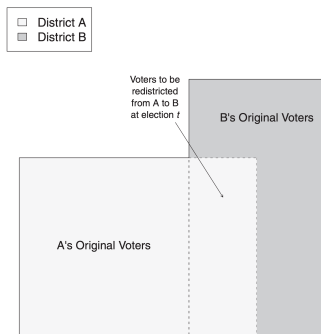 District A
District B
Voters to be
redistricted
from A to B
at election t
B's Original Voters
A's Original Voters